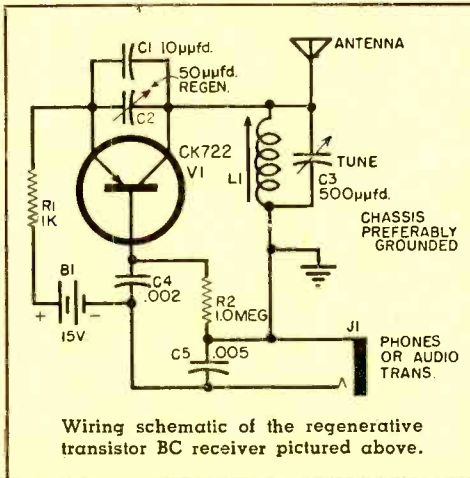 C1 10µµfd.
50µµfd.
REGEN.
C2
ANTENNA
CK722
V1
R1
1K
L1
TUNE
C3
500µµfd.
CHASSIS
PREFERABLY
GROUNDED
B1
+
-
15V
C4
.002
R2
1.0MEG
C5
.005
J1
PHONES
OR AUDIO
TRANS.
Wiring schematic of the regenerative
transistor BC receiver pictured above.